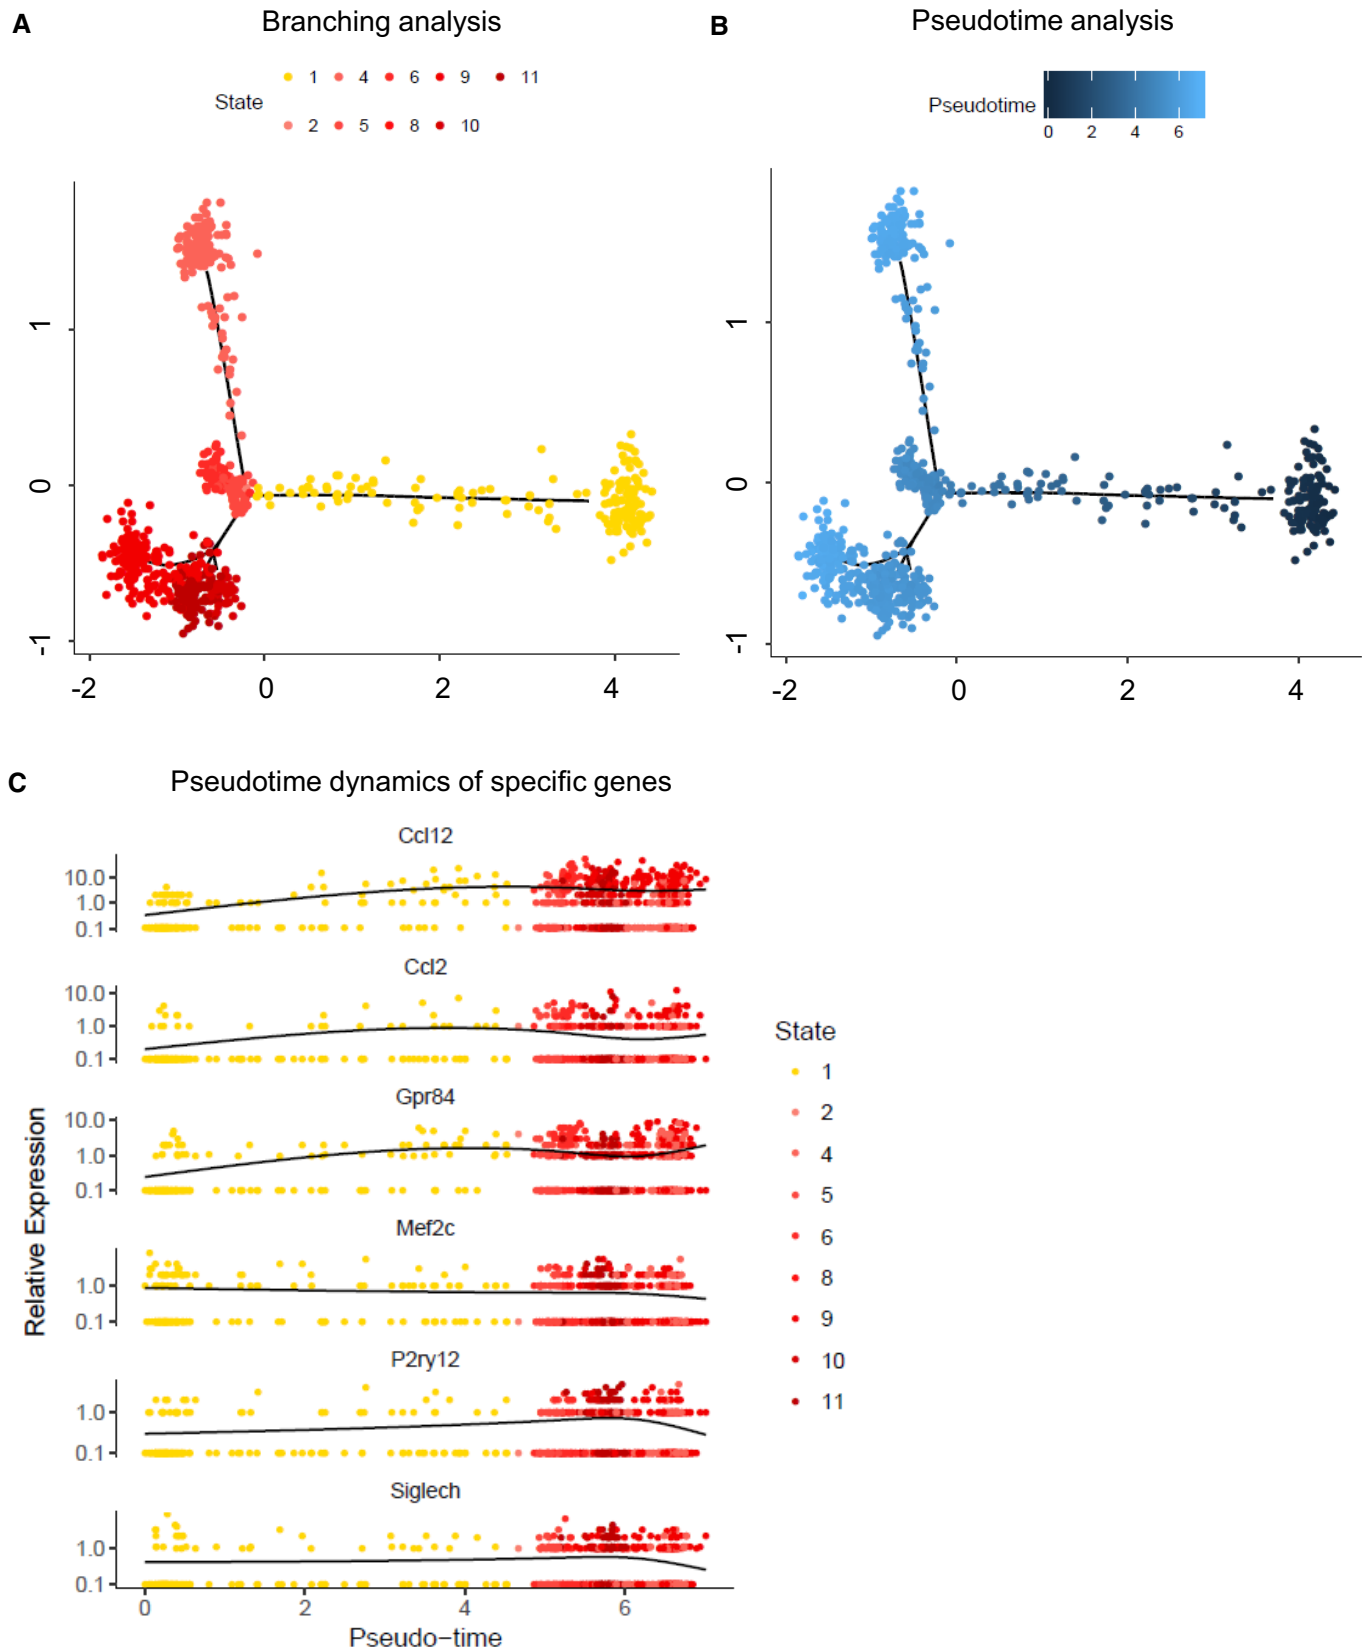 A
Branching analysis
State
1 4 6 9 11
2 5 8 10
1
0
-1
-2 0 2 4
B
Pseudotime analysis
Pseudotime
0 2 4 6
1
0
-1
-2 0 2 4
C
Pseudotime dynamics of specific genes
Relative Expression
Ccl12
10.0
1.0
0.1
Ccl2
10.0
1.0
0.1
Gpr84
10.0
1.0
0.1
Mef2c
1.0
0.1
P2ry12
1.0
0.1
Siglech
1.0
0.1
0 2 4 6
Pseudo-time
State
1
2
4
5
6
8
9
10
11